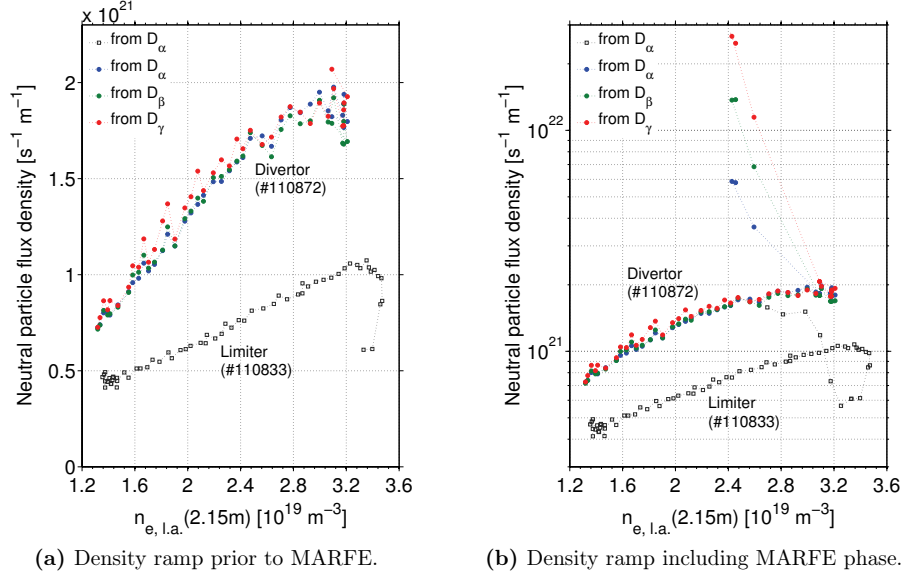 x 10^21
from D_α
from D_α
from D_β
from D_γ
Divertor
(#110872)
Limiter
(#110833)
Neutral particle flux density [s^−1 m^−1]
2
1.5
1
0.5
0
1.2 1.6 2 2.4 2.8 3.2 3.6
n_e, l.a.(2.15m) [10^19 m^−3]
(a) Density ramp prior to MARFE.
from D_α
from D_α
from D_β
from D_γ
Divertor
(#110872)
Limiter
(#110833)
Neutral particle flux density [s^−1 m^−1]
10^22
10^21
1.2 1.6 2 2.4 2.8 3.2 3.6
n_e, l.a.(2.15m) [10^19 m^−3]
(b) Density ramp including MARFE phase.